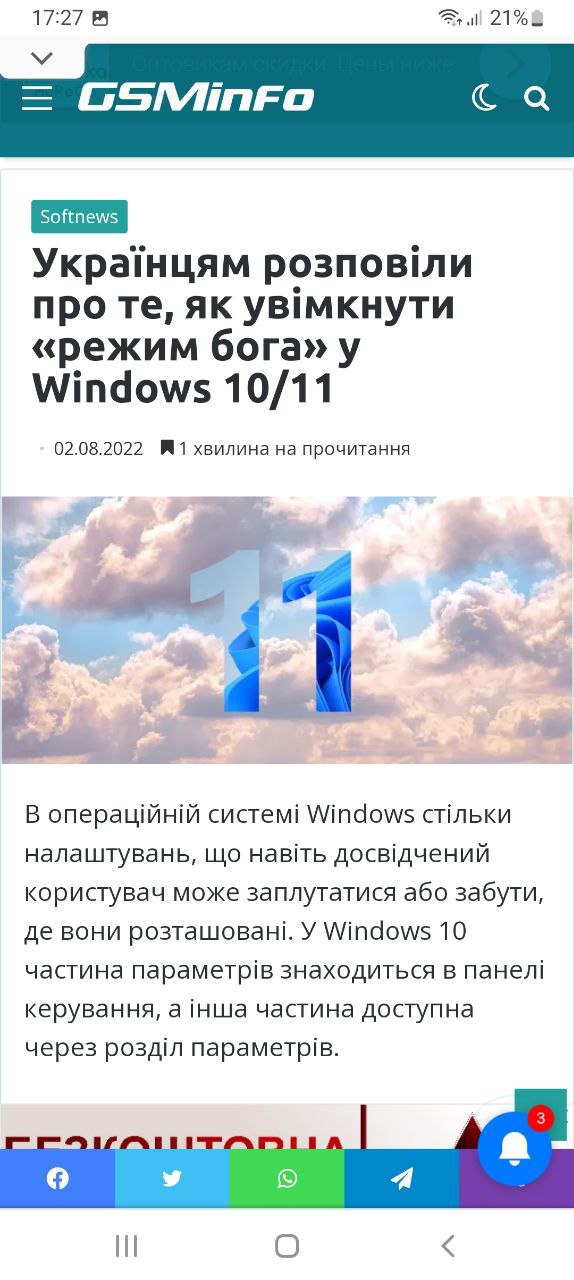 17:27
21%
Оптовикам скидки. Цены ниже
GSMinFo
Softnews
Українцям розповіли
про те, як увімкнути
«режим бога» у
Windows 10/11
02.08.2022 1 хвилина на прочитання
11
В операційній системі Windows стільки
налаштувань, що навіть досвідчений
користувач може заплутатися або забути,
де вони розташовані. У Windows 10
частина параметрів знаходиться в панелі
керування, а інша частина доступна
через розділ параметрів.
БЕЗКОШТОВНА
3